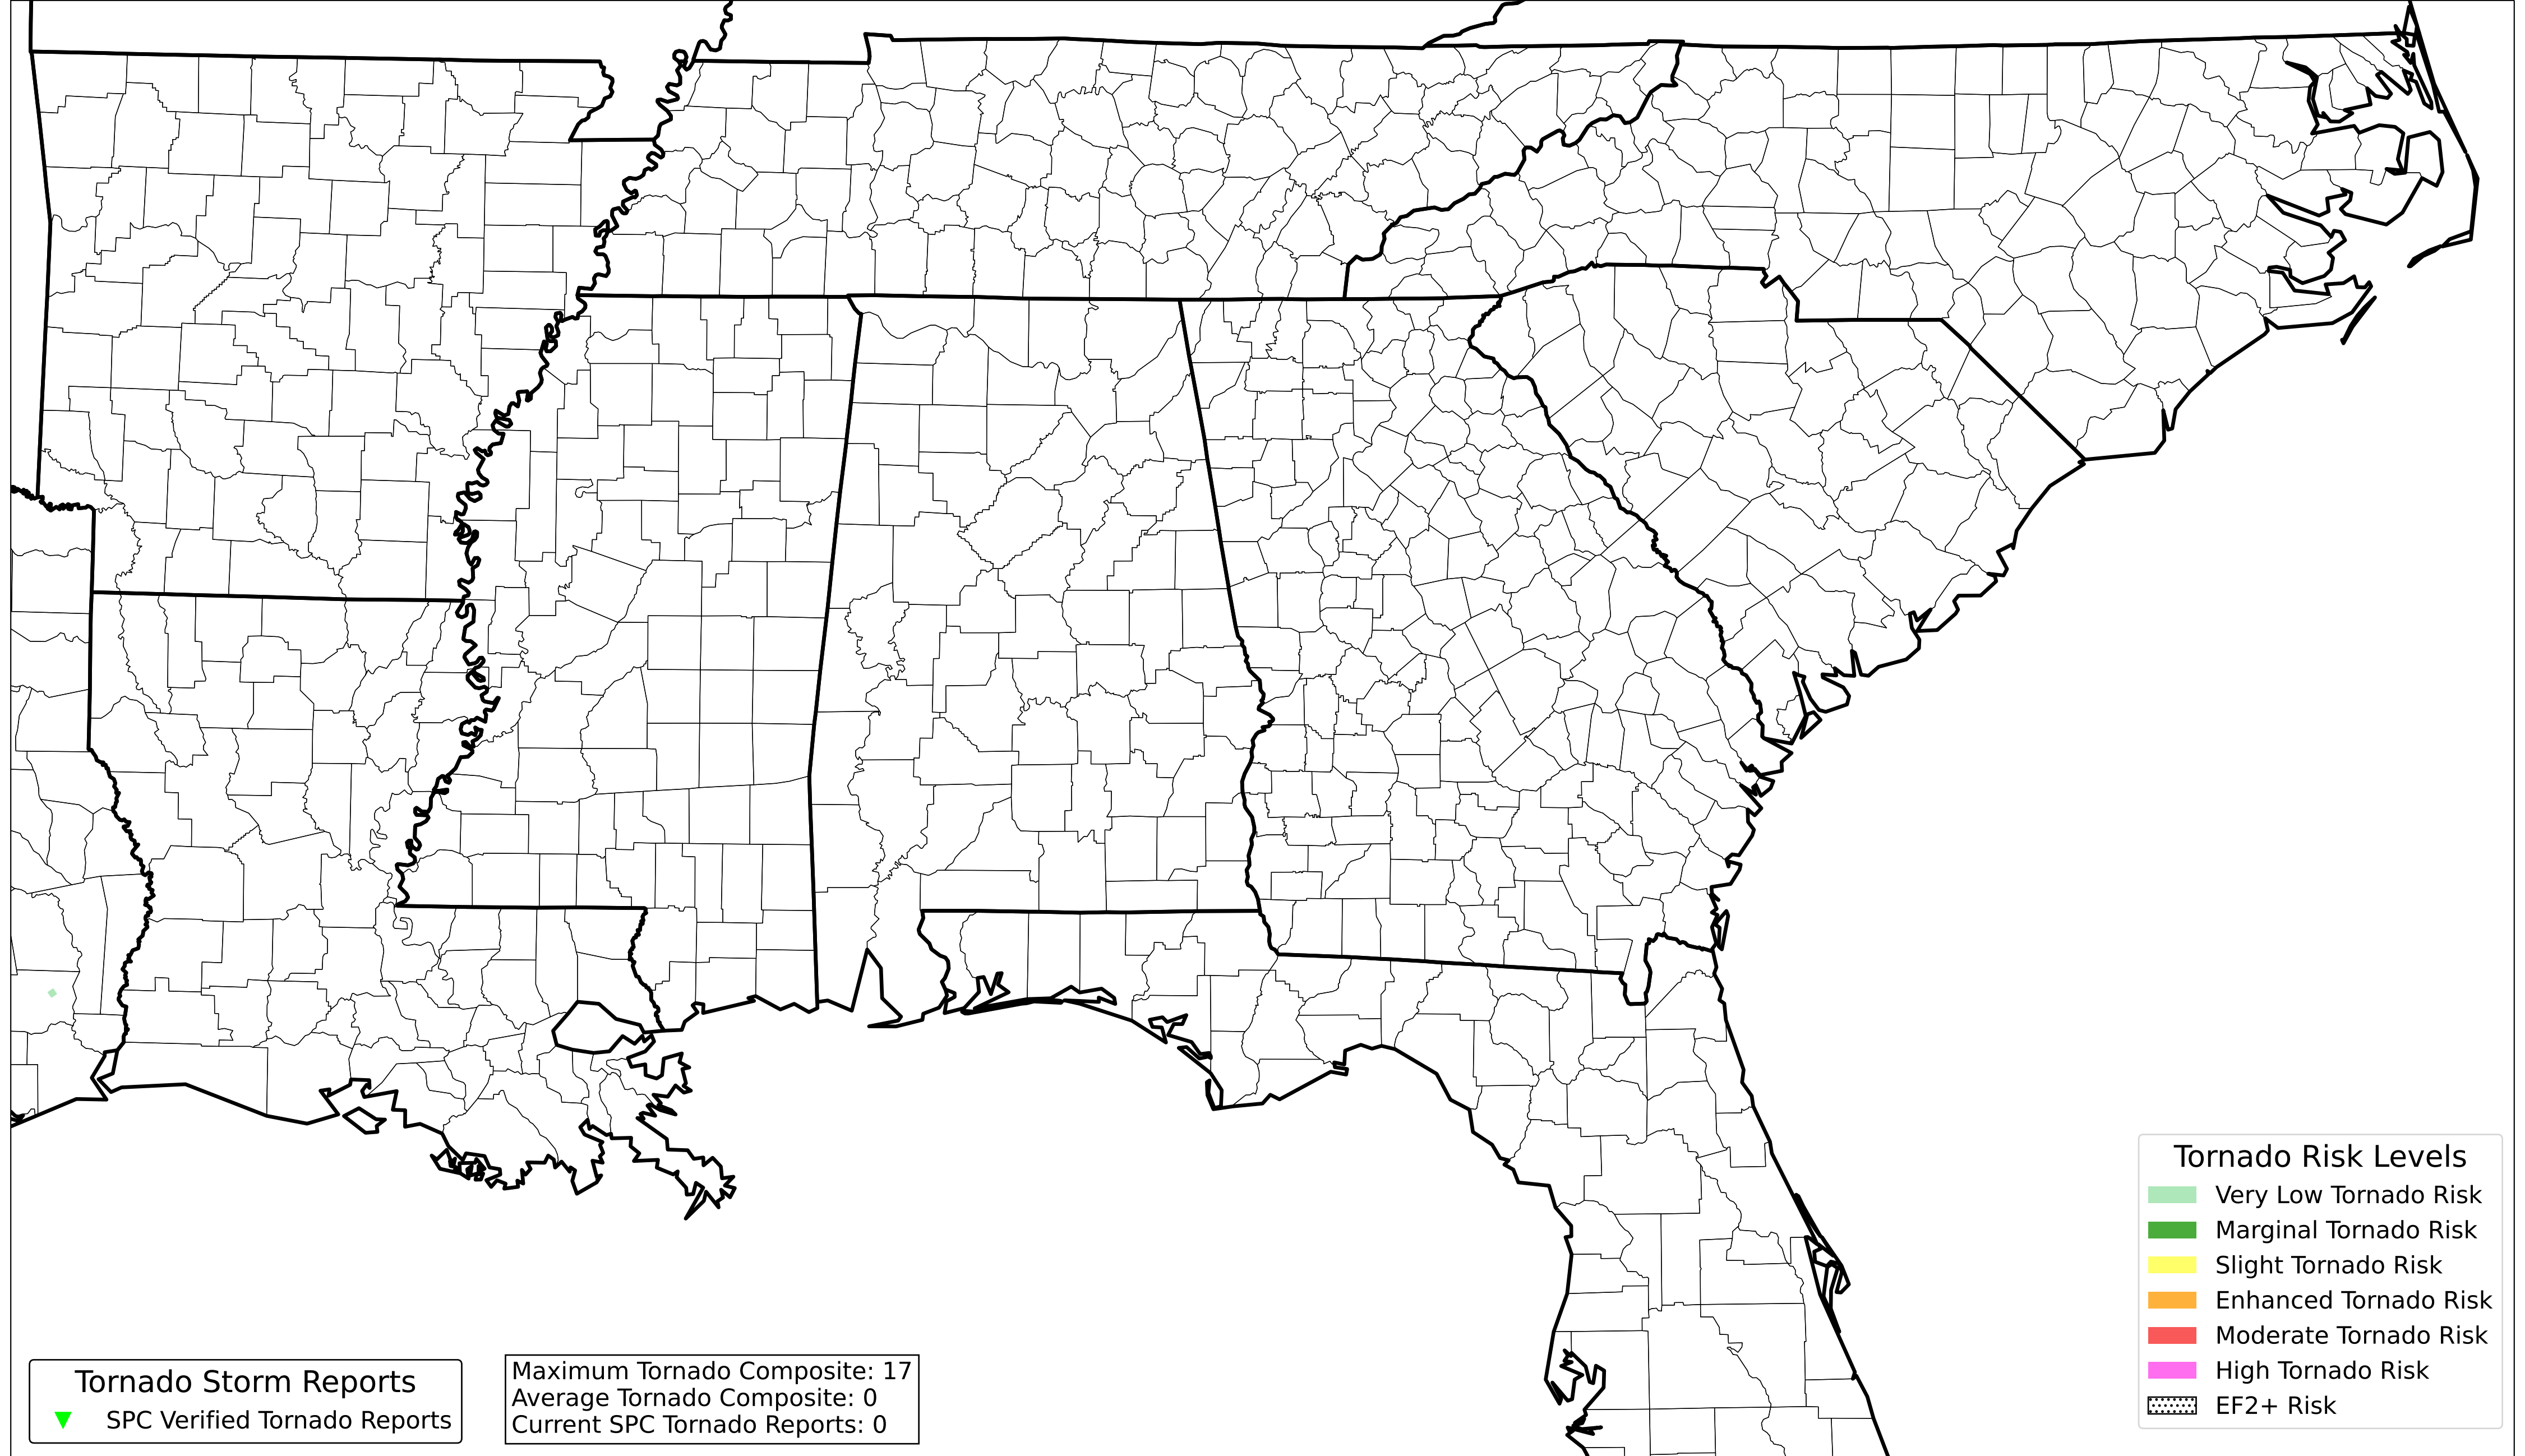 Tornado Risk Levels
Very Low Tornado Risk
Marginal Tornado Risk
Slight Tornado Risk
Enhanced Tornado Risk
Moderate Tornado Risk
High Tornado Risk
EF2+ Risk
Tornado Storm Reports
SPC Verified Tornado Reports
Maximum Tornado Composite: 17
Average Tornado Composite: 0
Current SPC Tornado Reports: 0